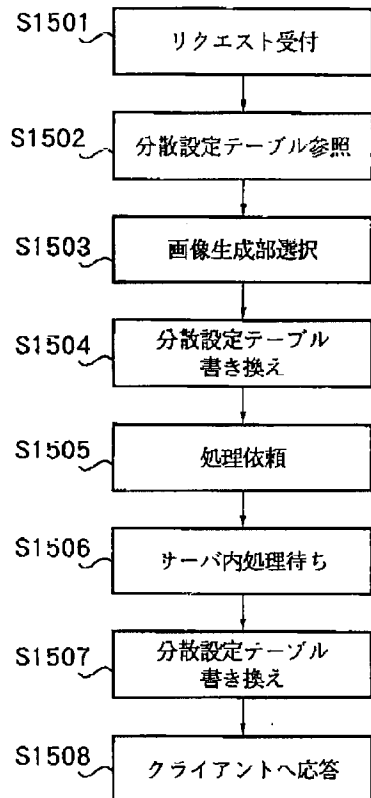 S1501
リクエスト受付
S1502
分散設定テーブル参照
S1503
画像生成部選択
S1504
分散設定テーブル
書き換え
S1505
処理依頼
S1506
サーバ内処理待ち
S1507
分散設定テーブル
書き換え
S1508
クライアントへ応答